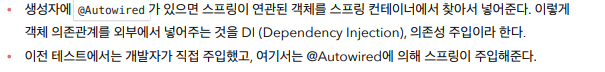 • 생성자에 @Autowired 가 있으면 스프링이 연관된 객체를 스프링 컨테이너에서 찾아서 넣어준다. 이렇게
객체 의존관계를 외부에서 넣어주는 것을 DI (Dependency Injection), 의존성 주입이라 한다.
• 이전 테스트에서는 개발자가 직접 주입했고, 여기서는 @Autowired에 의해 스프링이 주입해준다.